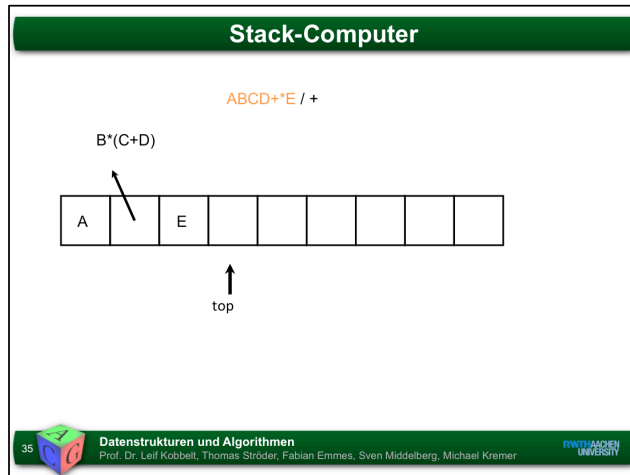 Stack-Computer
ABCD+*E / +
B*(C+D)
A E
top
35
Datenstrukturen und Algorithmen
Prof. Dr. Leif Kobbelt, Thomas Ströder, Fabian Emmes, Sven Middelberg, Michael Kremer
RWTHAACHEN
UNIVERSITY
A
C G